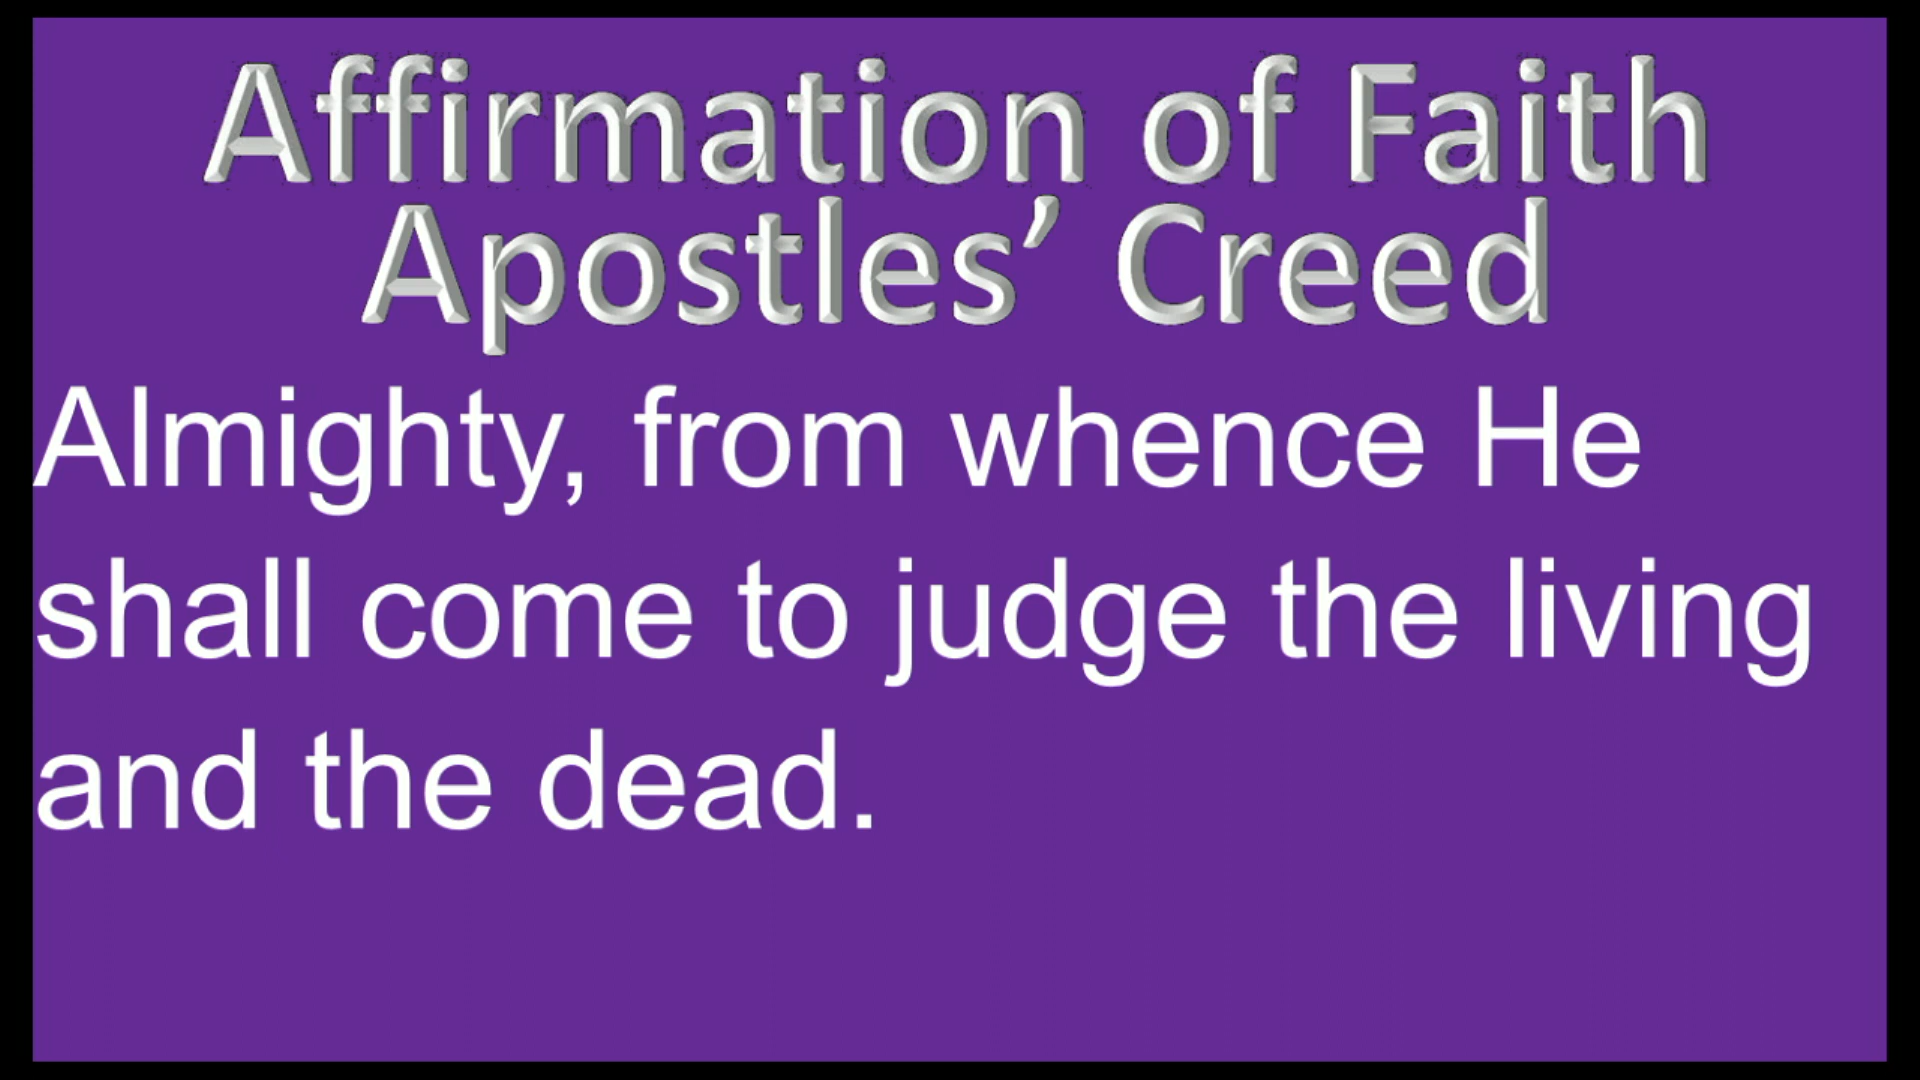 Affirmation of Faith
Apostles’ Creed
Almighty, from whence He
shall come to judge the living
and the dead.